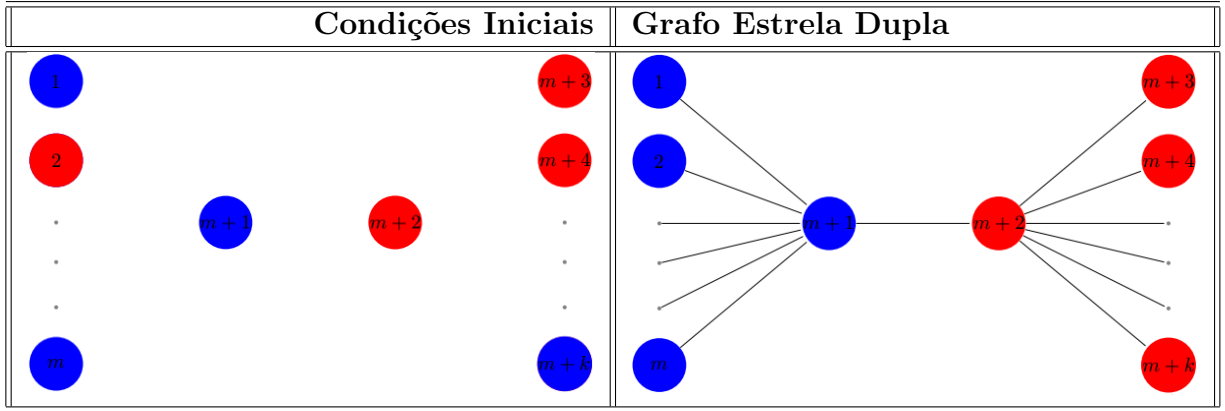 Condições Iniciais Grafo Estrela Dupla
1 m + 3 1 m + 3
2 m + 4 2 m + 4
m + 1 m + 2 m + 1 m + 2
m m + k m m + k